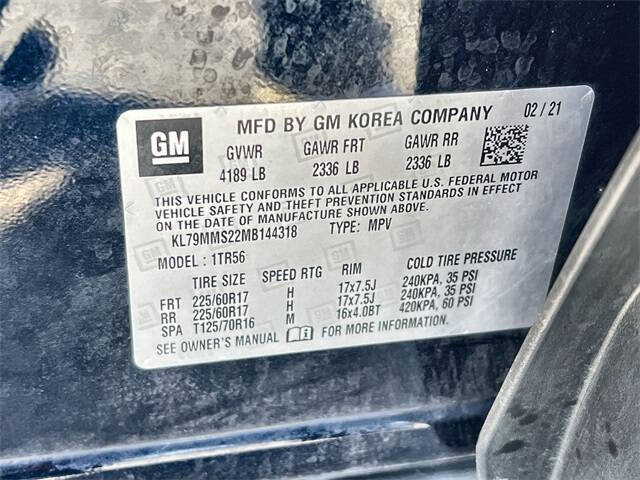 GM MFD BY GM KOREA COMPANY 02 / 21
GVWR GAWR FRT GAWR RR
4189 LB 2336 LB 2336 LB
THIS VEHICLE CONFORMS TO ALL APPLICABLE U.S. FEDERAL MOTOR
VEHICLE SAFETY AND THEFT PREVENTION STANDARDS IN EFFECT
ON THE DATE OF MANUFACTURE SHOWN ABOVE.
KL79MMS22MB144318 TYPE: MPV
MODEL : 1TR56
TIRE SIZE SPEED RTG RIM COLD TIRE PRESSURE
FRT 225/60R17 H 17x7.5J 240KPA, 35 PSI
RR 225/60R17 H 17x7.5J 240KPA, 35 PSI
SPA T125/70R16 M 16x4.0BT 420KPA, 60 PSI
SEE OWNER'S MANUAL FOR MORE INFORMATION.